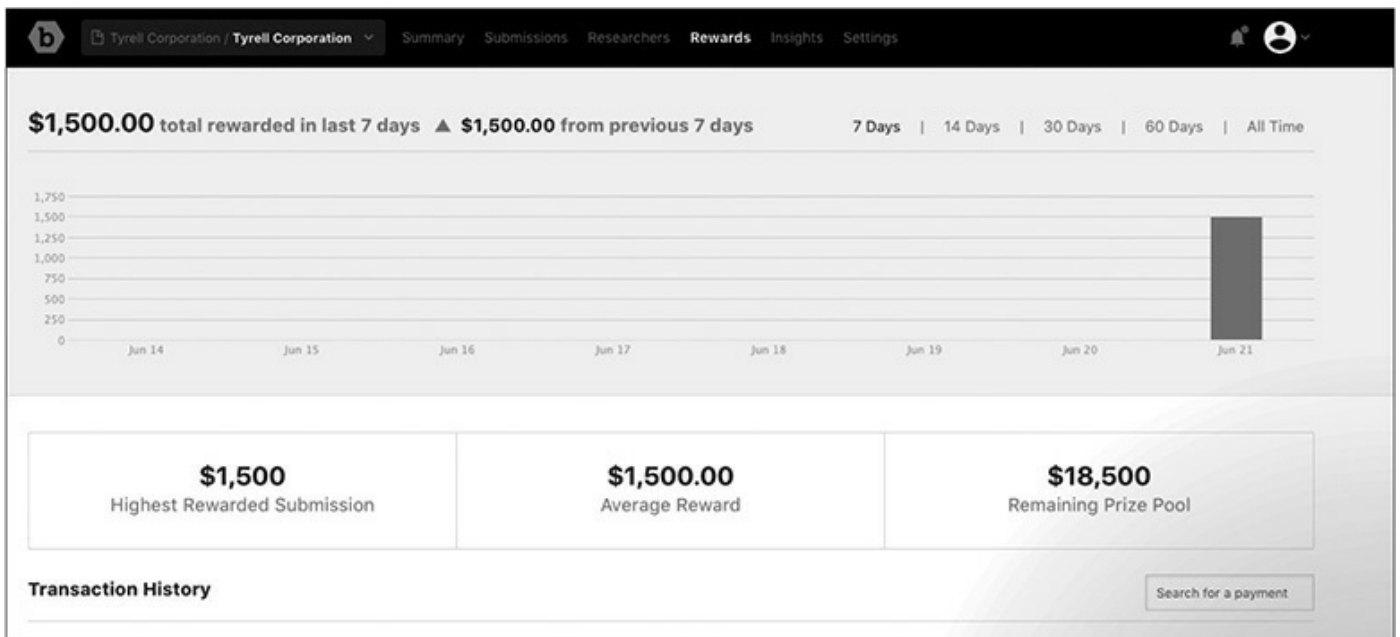 b Tyrell Corporation / Tyrell Corporation Summary Submissions Researchers Rewards Insights Settings
$1,500.00 total rewarded in last 7 days ▲ $1,500.00 from previous 7 days 7 Days | 14 Days | 30 Days | 60 Days | All Time
1,750
1,500
1,250
1,000
750
500
250
0
Jun 14 Jun 15 Jun 16 Jun 17 Jun 18 Jun 19 Jun 20 Jun 21
$1,500 $1,500.00 $18,500
Highest Rewarded Submission Average Reward Remaining Prize Pool
Transaction History Search for a payment